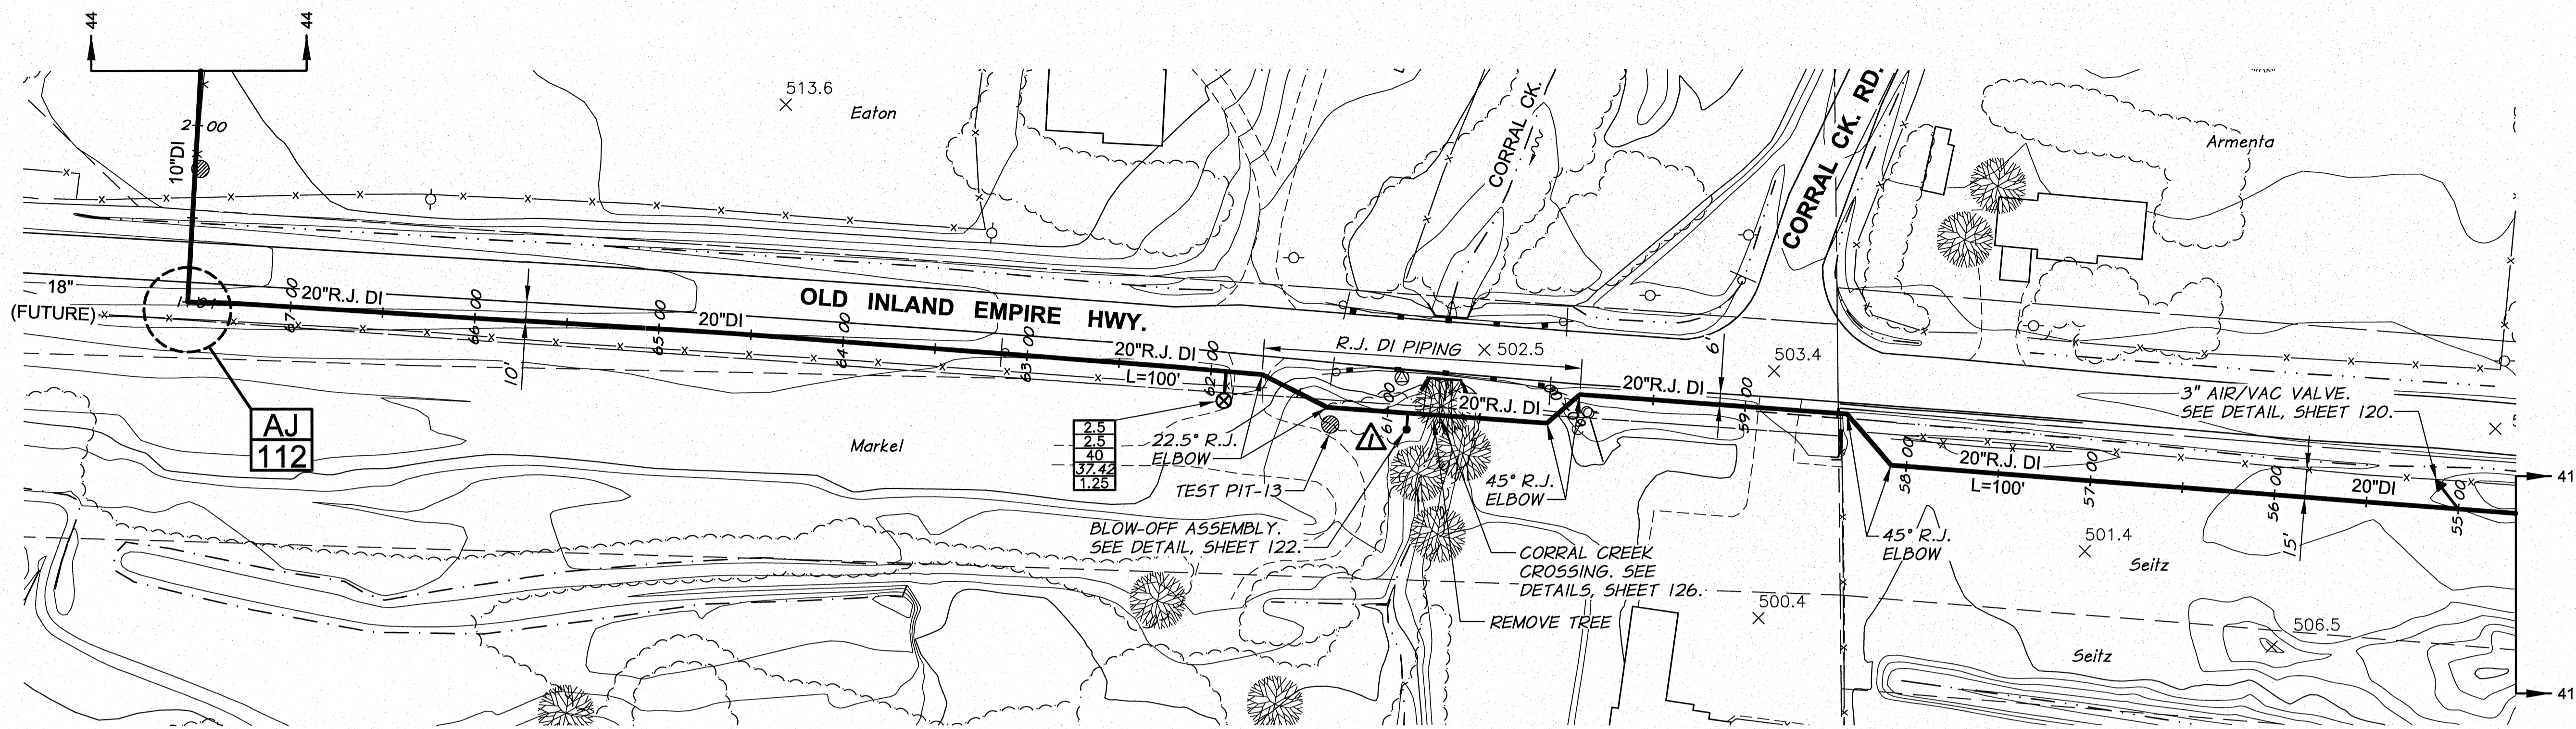 44
44
513.6
Eaton
2+00
10"DI
CORRAL CK.
CORRAL CK. RD.
Armenta
18"
(FUTURE)
20"R.J. DI
67+00
66+00
65+00
64+00
63+00
62+00
10'
20"DI
OLD INLAND EMPIRE HWY.
20"R.J. DI
L=100'
R.J. DI PIPING
502.5
6'
503.4
20"R.J. DI
61+00
20"R.J. DI
59+00
3" AIR/VAC VALVE.
SEE DETAIL, SHEET 120.
AJ
112
Markel
2.5
2.5
40
37.42
1.25
22.5° R.J.
ELBOW
TEST PIT-13
1
45° R.J.
ELBOW
BLOW-OFF ASSEMBLY.
SEE DETAIL, SHEET 122.
CORRAL CREEK
CROSSING. SEE
DETAILS, SHEET 126.
REMOVE TREE
500.4
45° R.J.
ELBOW
58+00
20"R.J. DI
L=100'
57+00
56+00
15'
20"DI
55+00
41
501.4
Seitz
506.5
Seitz
41